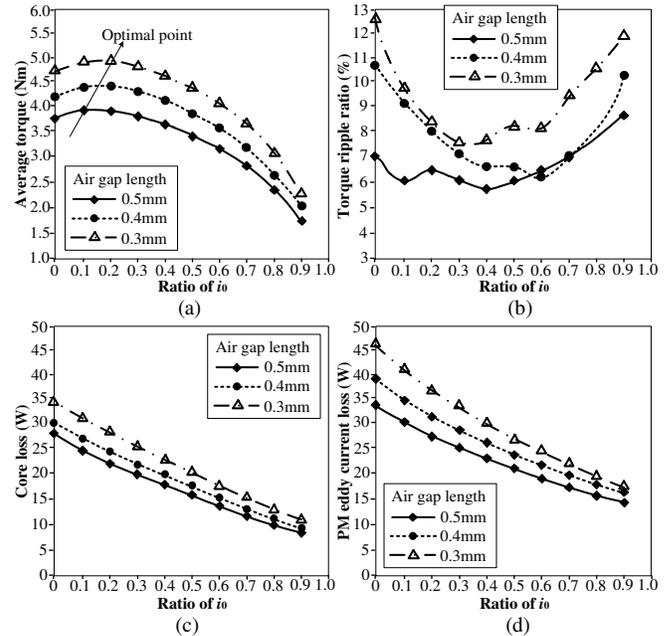 Average torque (Nm)
5.0
6.0
5.0
4.5
4.0
3.5
3.0
2.5
2.0
1.0
Optimal point
Air gap length
0.5mm
0.4mm
0.3mm
0 0.1 0.2 0.3 0.4 0.5 0.6 0.7 0.8 0.9 1.0
Ratio of i0
(a)
Torque ripple ratio (%)
13
12
11
10
9
8
7
6
5
4
3
Air gap length
0.5mm
0.4mm
0.3mm
0 0.1 0.2 0.3 0.4 0.5 0.6 0.7 0.8 0.9 1.0
Ratio of i0
(b)
Core loss (W)
50
45
40
35
30
25
20
15
10
5
0
Air gap length
0.5mm
0.4mm
0.3mm
0 0.1 0.2 0.3 0.4 0.5 0.6 0.7 0.8 0.9 1.0
Ratio of i0
(c)
PM eddy current loss (W)
50
45
40
35
30
25
20
15
10
5
0
Air gap length
0.5mm
0.4mm
0.3mm
0 0.1 0.2 0.3 0.4 0.5 0.6 0.7 0.8 0.9 1.0
Ratio of i0
(d)